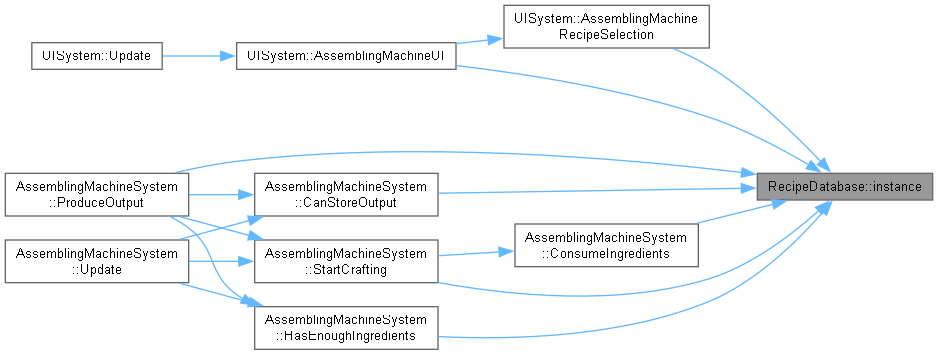 UISystem::AssemblingMachine
RecipeSelection
UISystem::Update
UISystem::AssemblingMachineUI
AssemblingMachineSystem
::ProduceOutput
AssemblingMachineSystem
::CanStoreOutput
RecipeDatabase::instance
AssemblingMachineSystem
::ConsumeIngredients
AssemblingMachineSystem
::Update
AssemblingMachineSystem
::StartCrafting
AssemblingMachineSystem
::HasEnoughIngredients